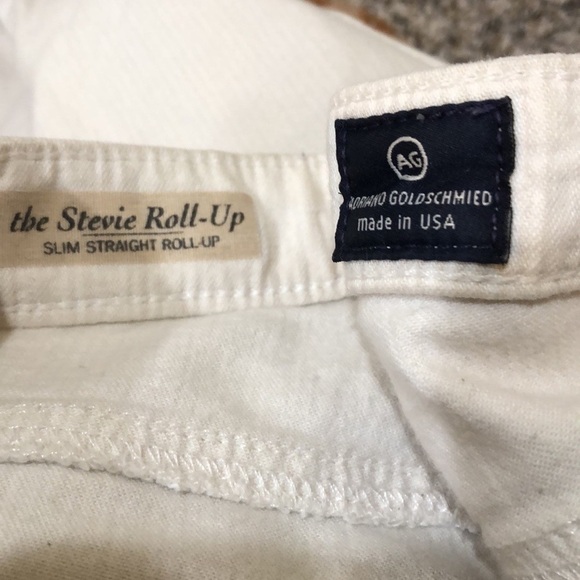 the Stevie Roll-Up
SLIM STRAIGHT ROLL-UP
AG
ADRIANO GOLDSCHMIED
made in USA